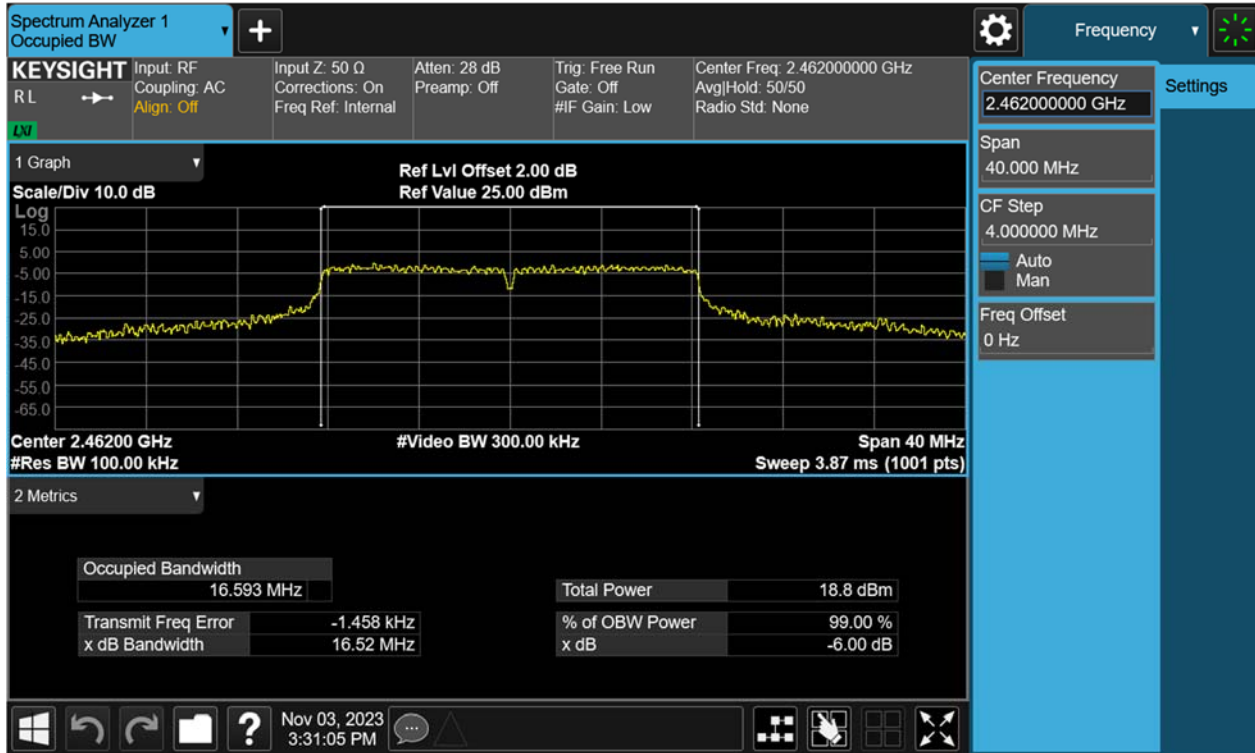 Spectrum Analyzer 1
Occupied BW
+
Frequency
KEYSIGHT
R L
LXI
Input: RF
Coupling: AC
Align: Off
Input Z: 50 Ω
Corrections: On
Freq Ref: Internal
Atten: 28 dB
Preamp: Off
Trig: Free Run
Gate: Off
#IF Gain: Low
Center Freq: 2.462000000 GHz
Avg|Hold: 50/50
Radio Std: None
Center Frequency
2.462000000 GHz
Settings
Span
40.000 MHz
CF Step
4.000000 MHz
Auto
Man
Freq Offset
0 Hz
1 Graph
Scale/Div 10.0 dB
Ref Lvl Offset 2.00 dB
Ref Value 25.00 dBm
Log
15.0
5.00
-5.00
-15.0
-25.0
-35.0
-45.0
-55.0
-65.0
Center 2.46200 GHz
#Video BW 300.00 kHz
Span 40 MHz
#Res BW 100.00 kHz
Sweep 3.87 ms (1001 pts)
2 Metrics
Occupied Bandwidth
16.593 MHz
Total Power 18.8 dBm
Transmit Freq Error -1.458 kHz
% of OBW Power 99.00 %
x dB Bandwidth 16.52 MHz
x dB -6.00 dB
?
Nov 03, 2023
3:31:05 PM